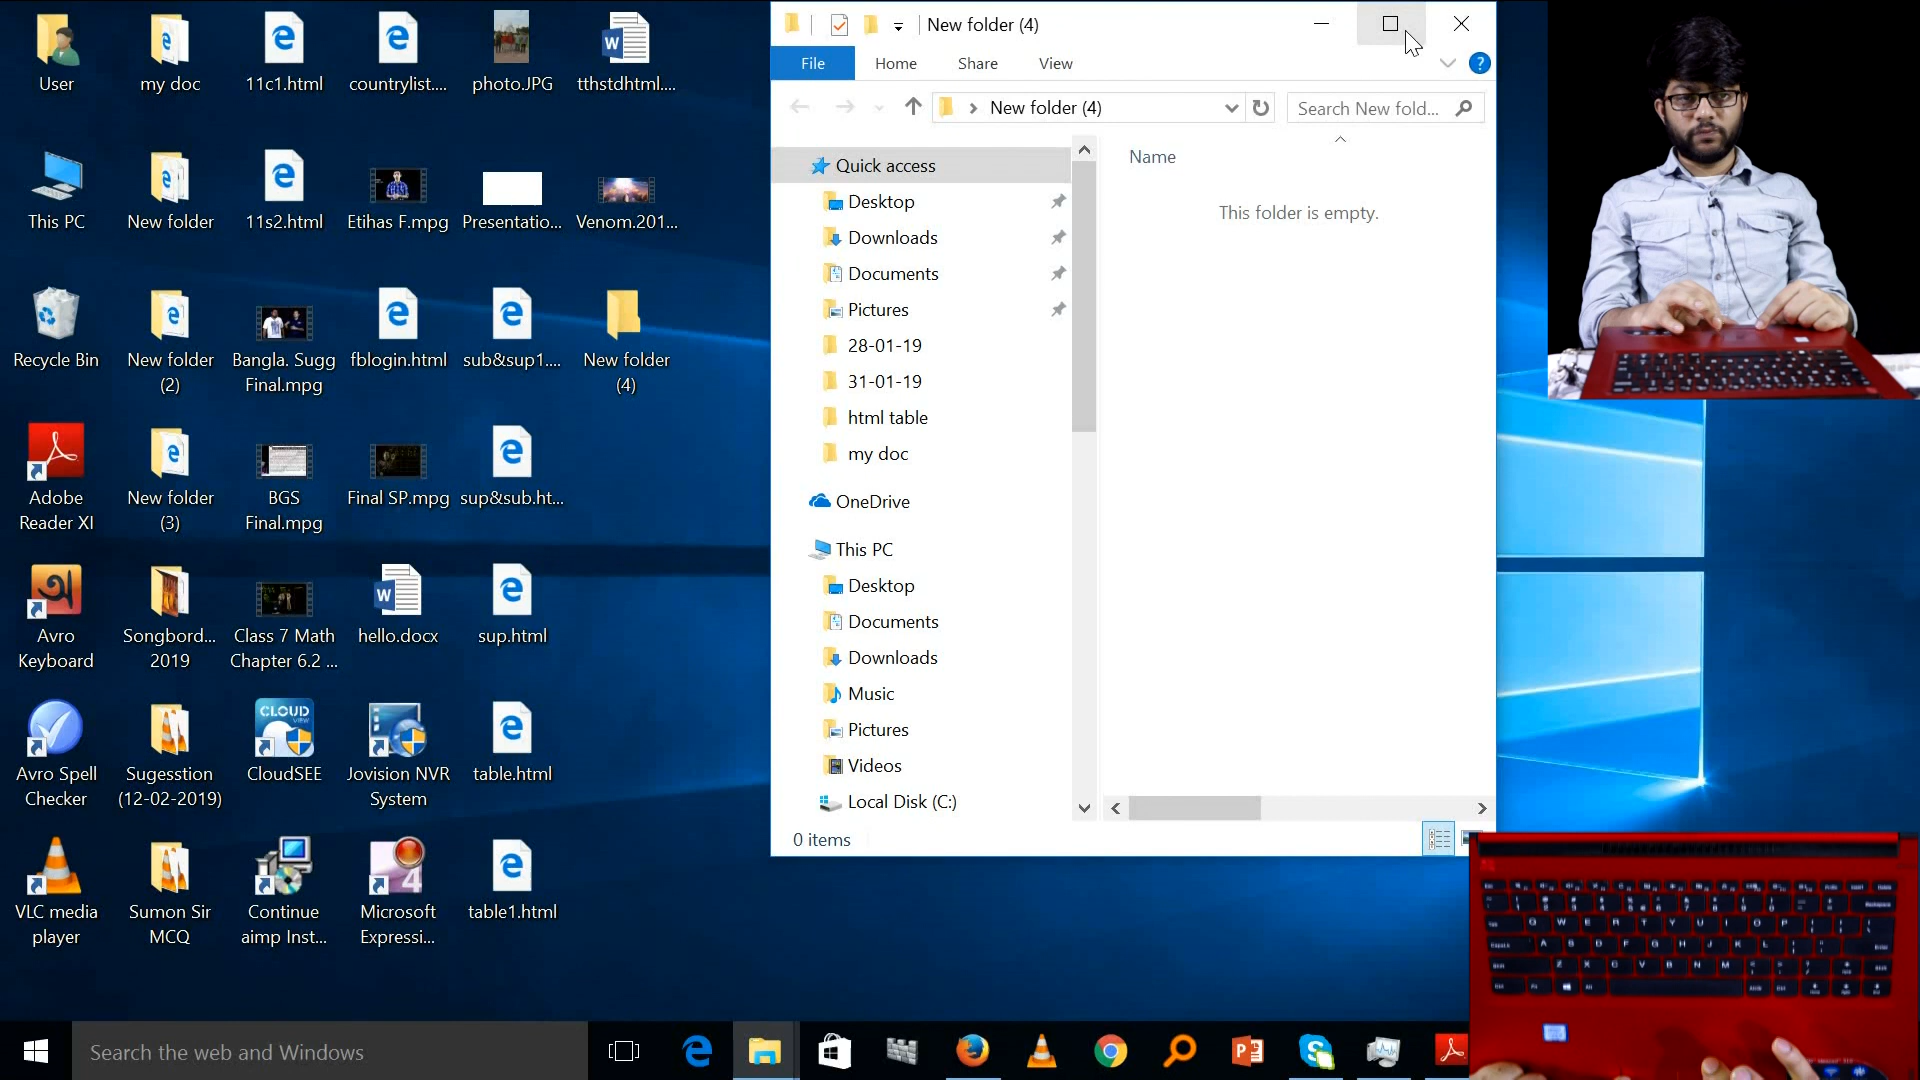 User
my doc
11c1.html
countrylist....
photo.JPG
tthstdhtml....
This PC
New folder
11s2.html
Etihas F.mpg
Presentatio...
Venom.201...
Recycle Bin
New folder
(2)
Bangla. Sugg
Final.mpg
fblogin.html
sub&sup1....
New folder
(4)
Adobe
Reader XI
New folder
(3)
BGS
Final.mpg
Final SP.mpg
sup&sub.ht...
Avro
Keyboard
Songbord...
2019
Class 7 Math
Chapter 6.2 ...
hello.docx
sup.html
Avro Spell
Checker
Sugesstion
(12-02-2019)
CLOUD
CloudSEE
Jovision NVR
System
table.html
VLC media
player
Sumon Sir
MCQ
Continue
aimp Inst...
Microsoft
Expressi...
table1.html
New folder (4)
File Home Share View
New folder (4)
Search New fold...
Quick access
Desktop
Downloads
Documents
Pictures
28-01-19
31-01-19
html table
my doc
OneDrive
This PC
Desktop
Documents
Downloads
Music
Pictures
Videos
Local Disk (C:)
Name
This folder is empty.
0 items
Search the web and Windows